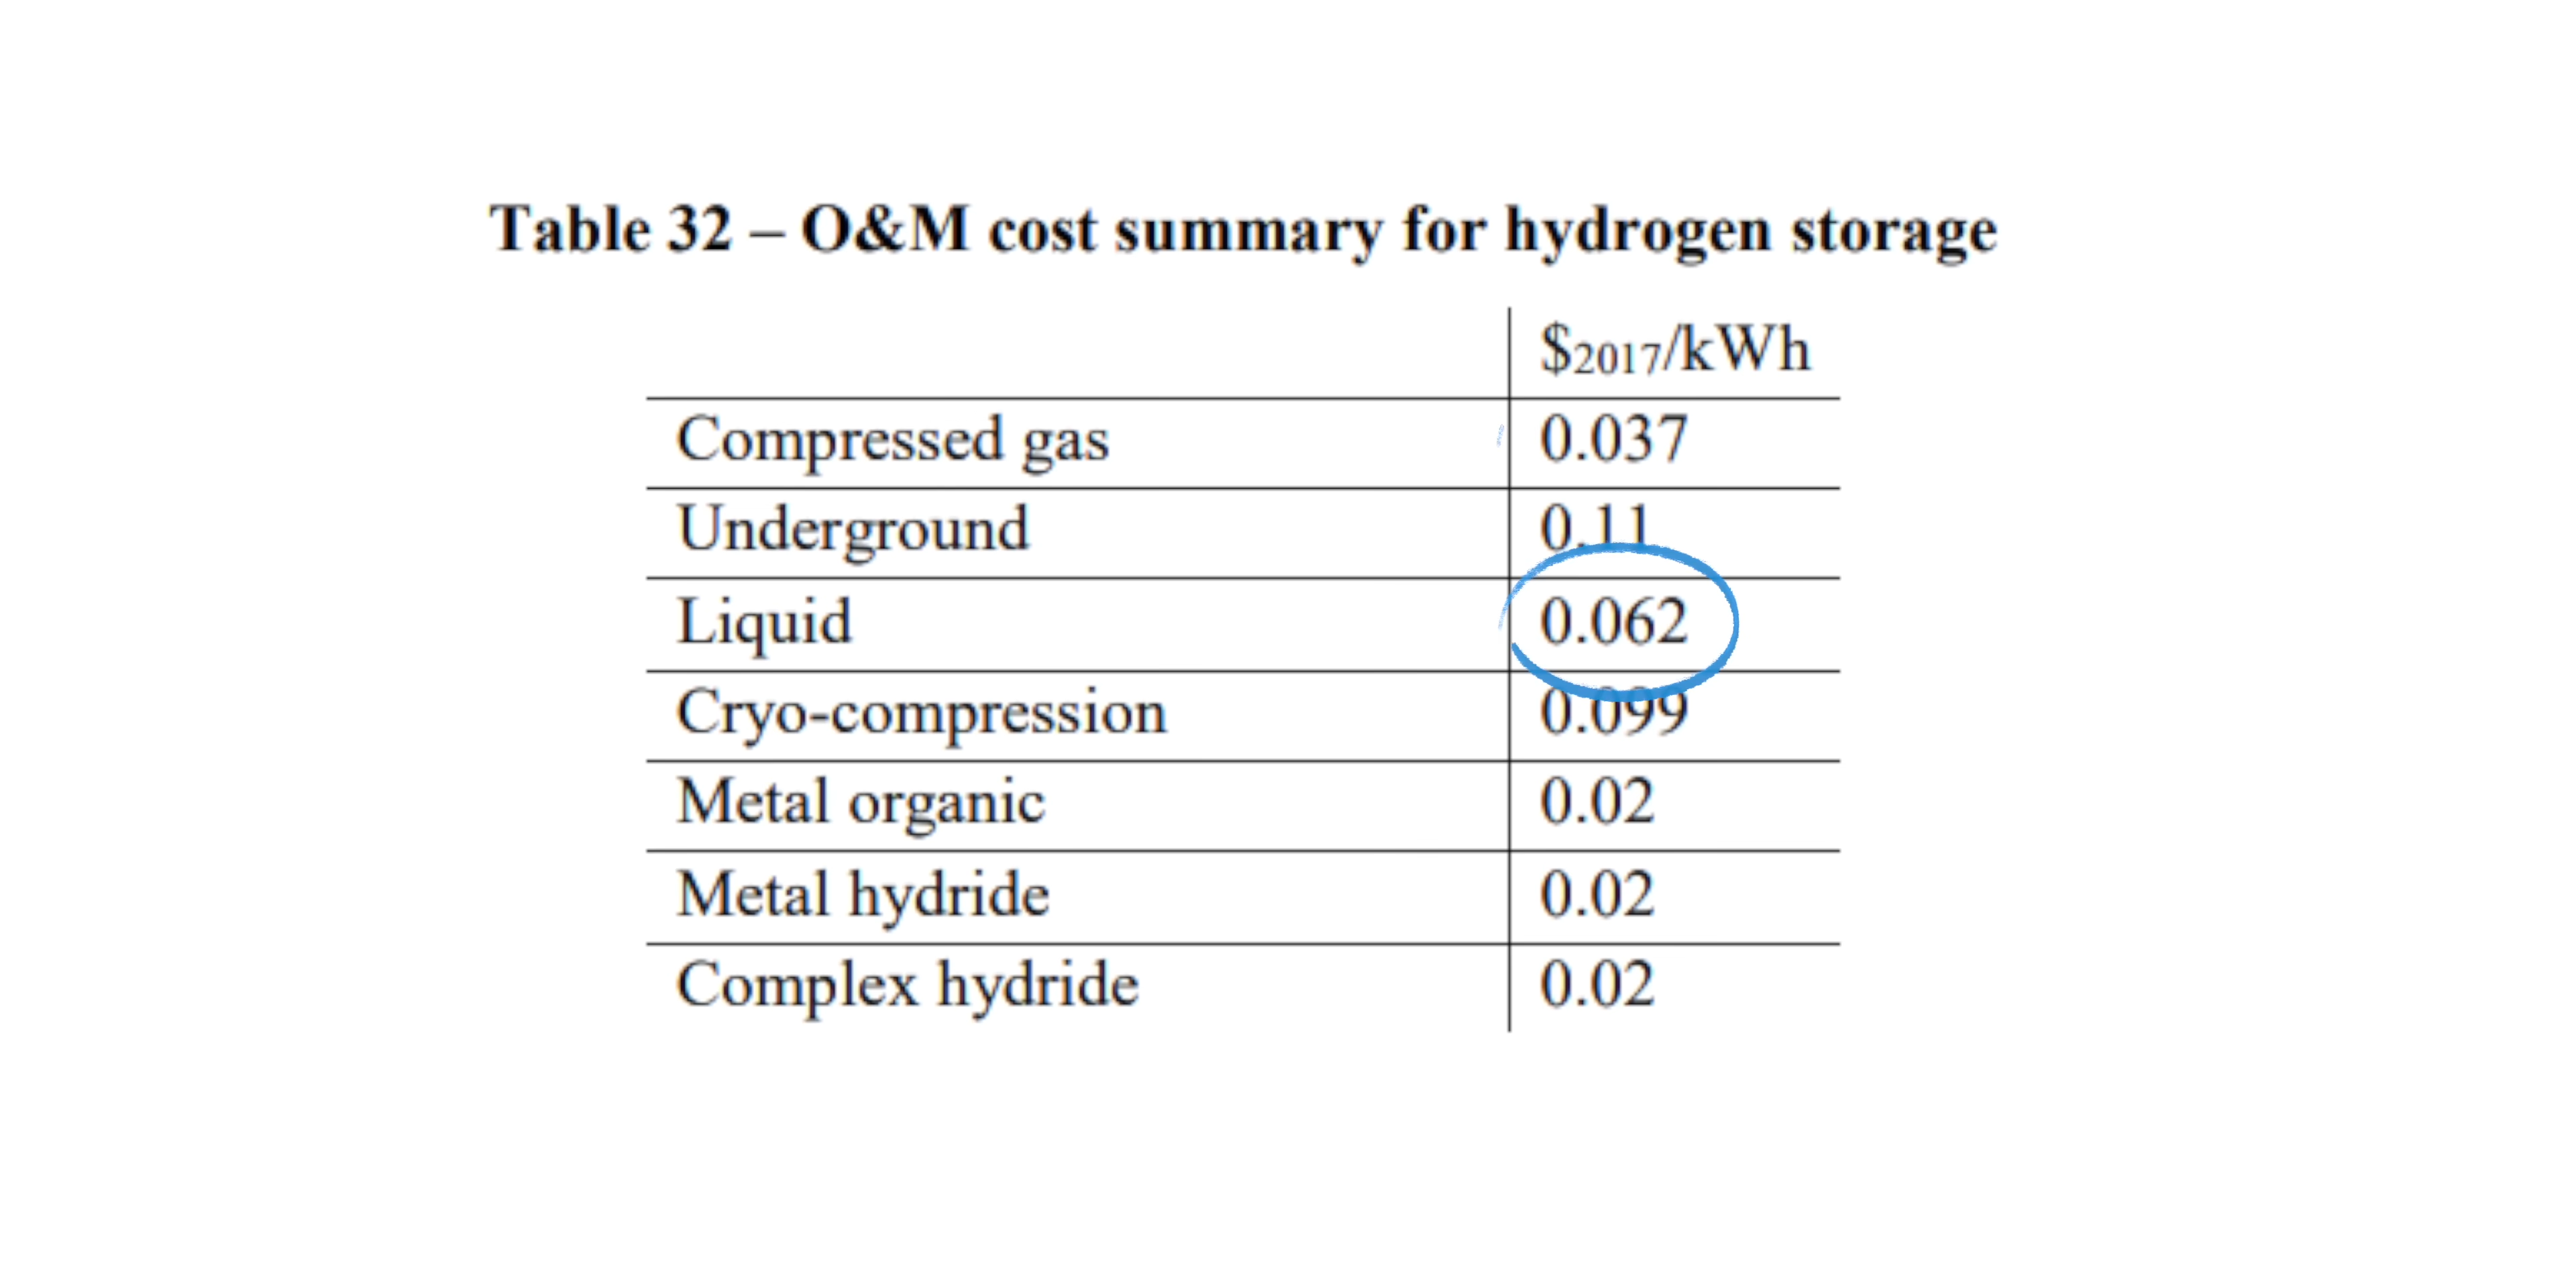 Table 32 – O&M cost summary for hydrogen storage
$2017/kWh
Compressed gas 0.037
Underground 0.11
Liquid 0.062
Cryo-compression 0.099
Metal organic 0.02
Metal hydride 0.02
Complex hydride 0.02